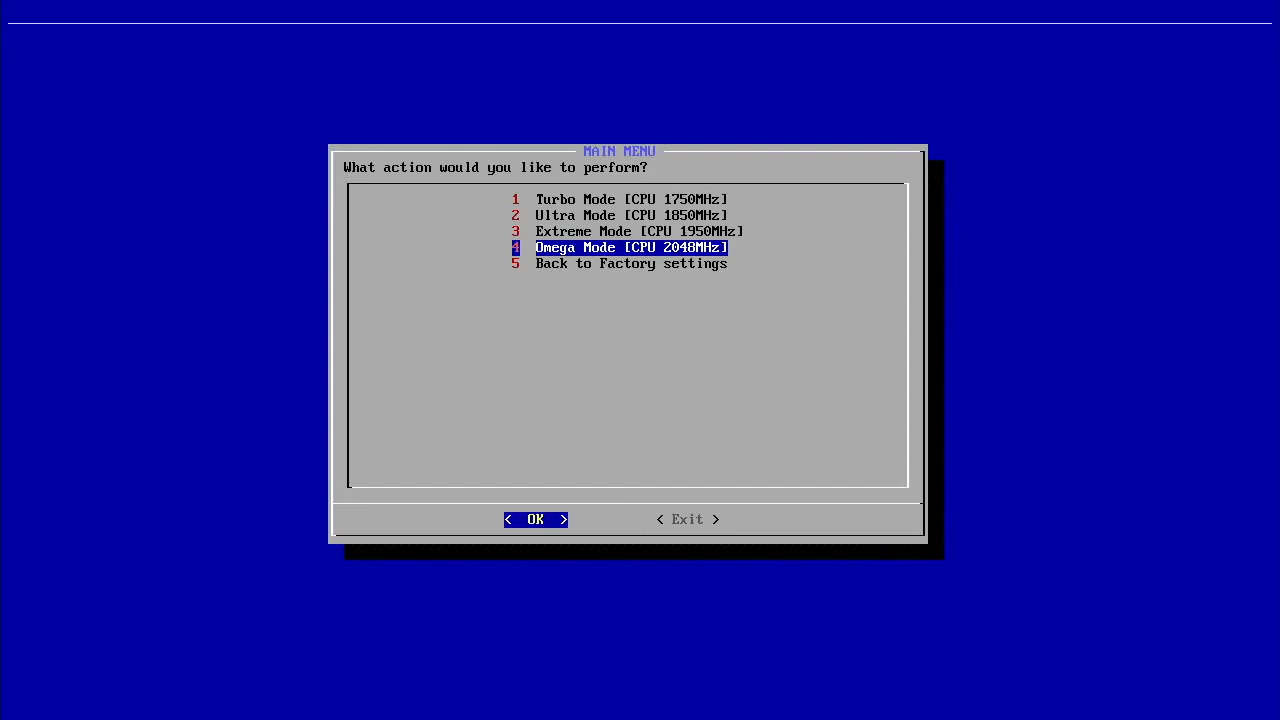 MAIN MENU
What action would you like to perform?
1 Turbo Mode [CPU 1750MHz]
2 Ultra Mode [CPU 1850MHz]
3 Extreme Mode [CPU 1950MHz]
4 Omega Mode [CPU 2048MHz]
5 Back to Factory settings
< OK > < Exit >